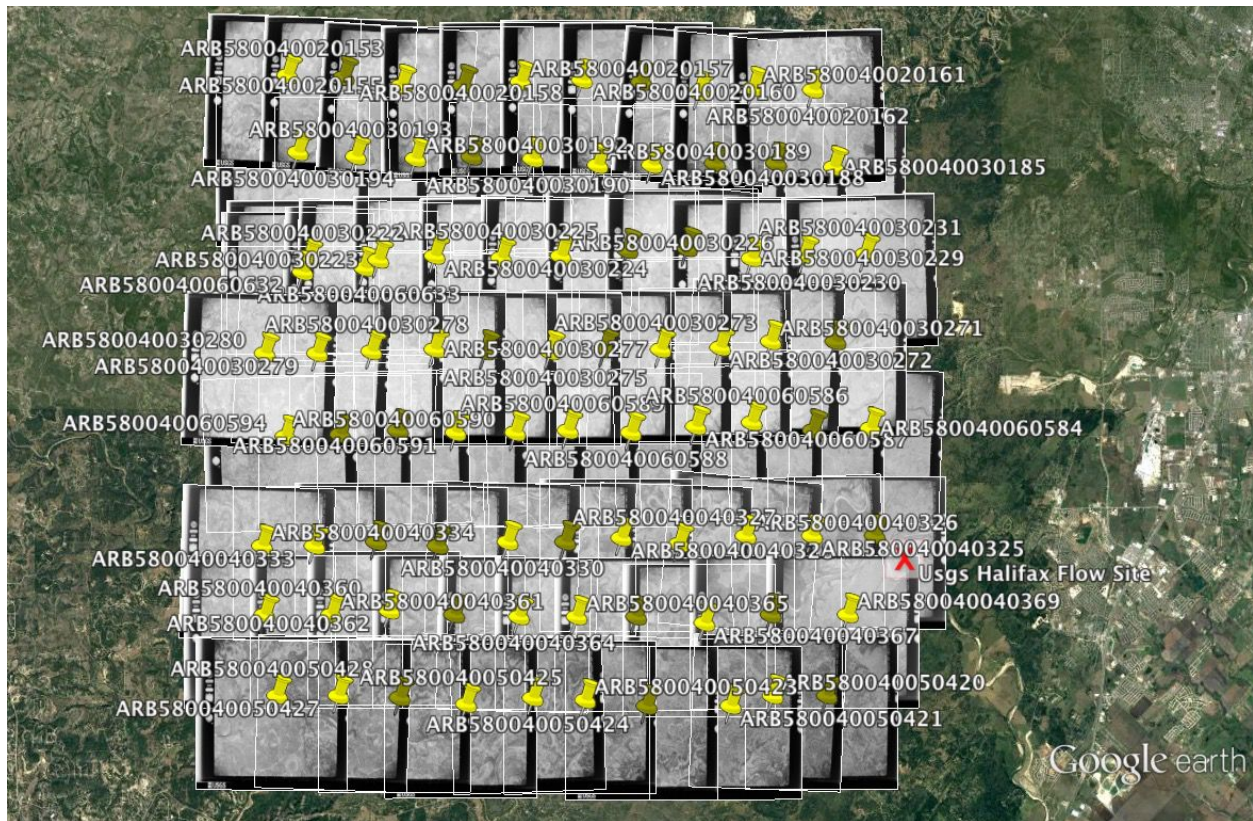 ARB580040020153
ARB580040020155
ARB580040020158
ARB580040020157
ARB580040020160
ARB580040020161
ARB580040020162
ARB580040030193
ARB580040030192
ARB580040030189
ARB580040030185
ARB580040030194
ARB580040030190
ARB580040030188
ARB580040030222
ARB580040030225
ARB580040030226
ARB580040030231
ARB580040030223
ARB580040030224
ARB580040030229
ARB580040060632
ARB580040060633
ARB580040030230
ARB580040030280
ARB580040030278
ARB580040030273
ARB580040030271
ARB580040030279
ARB580040030277
ARB580040030272
ARB580040030275
ARB580040060594
ARB580040060590
ARB580040060589
ARB580040060586
ARB580040060584
ARB580040060591
ARB580040060588
ARB580040060587
ARB580040040334
ARB580040040327
ARB580040040326
ARB580040040333
ARB580040040330
ARB580040040325
Usgs Halifax Flow Site
ARB580040040360
ARB580040040361
ARB580040040365
ARB580040040369
ARB580040040362
ARB580040040364
ARB580040040367
ARB580040050428
ARB580040050425
ARB580040050423
ARB580040050420
ARB580040050427
ARB580040050424
ARB580040050421
Google earth